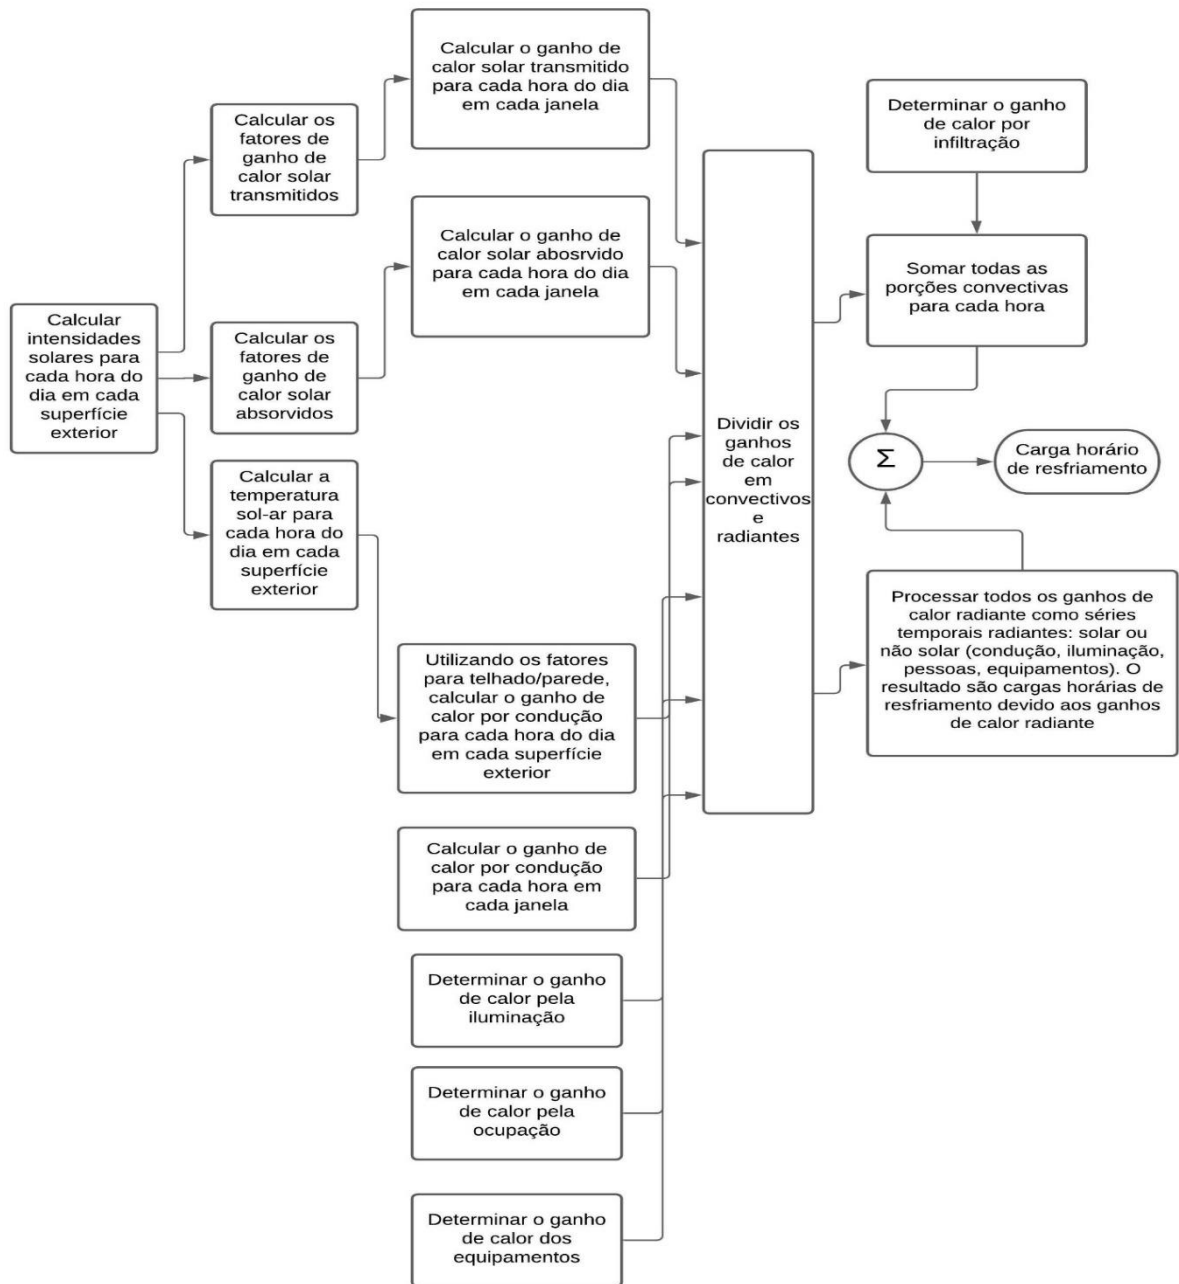 Calcular
intensidades
solares para
cada hora do
dia em cada
superfície
exterior
Calcular os
fatores de
ganho de
calor solar
transmitidos
Calcular os
fatores de
ganho de
calor solar
absorvidos
Calcular a
temperatura
sol-ar para
cada hora do
dia em cada
superfície
exterior
Calcular o ganho de
calor solar transmitido
para cada hora do dia
em cada janela
Calcular o ganho de
calor solar abosrvido
para cada hora do dia
em cada janela
Utilizando os fatores
para telhado/parede,
calcular o ganho de
calor por condução
para cada hora do dia
em cada superfície
exterior
Calcular o ganho de
calor por condução
para cada hora em
cada janela
Determinar o ganho
de calor pela
iluminação
Determinar o ganho
de calor pela
ocupação
Determinar o ganho
de calor dos
equipamentos
Dividir os
ganhos
de calor
em
convectivos
e
radiantes
Determinar o ganho
de calor por
infiltração
Somar todas as
porções convectivas
para cada hora
Σ
Carga horário
de resfriamento
Processar todos os ganhos de
calor radiante como séries
temporais radiantes: solar ou
não solar (condução, iluminação,
pessoas, equipamentos). O
resultado são cargas horárias de
resfriamento devido aos ganhos
de calor radiante